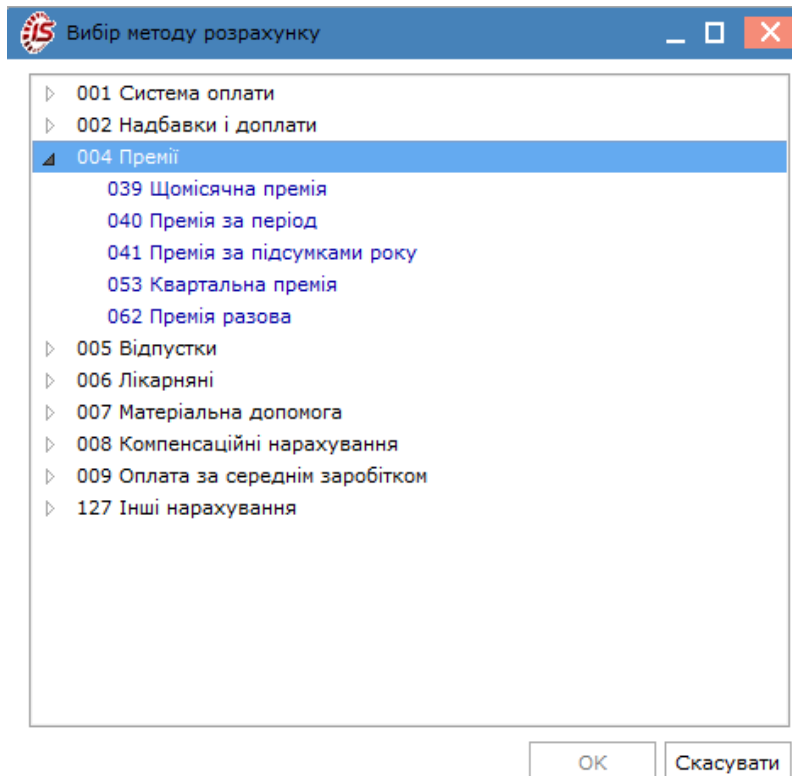 IS Вибір методу розрахунку
001 Система оплати
002 Надбавки і доплати
004 Премії
039 Щомісячна премія
040 Премія за період
041 Премія за підсумками року
053 Квартальна премія
062 Премія разова
005 Відпустки
006 Лікарняні
007 Матеріальна допомога
008 Компенсаційні нарахування
009 Оплата за середнім заробітком
127 Інші нарахування
ОК Скасувати